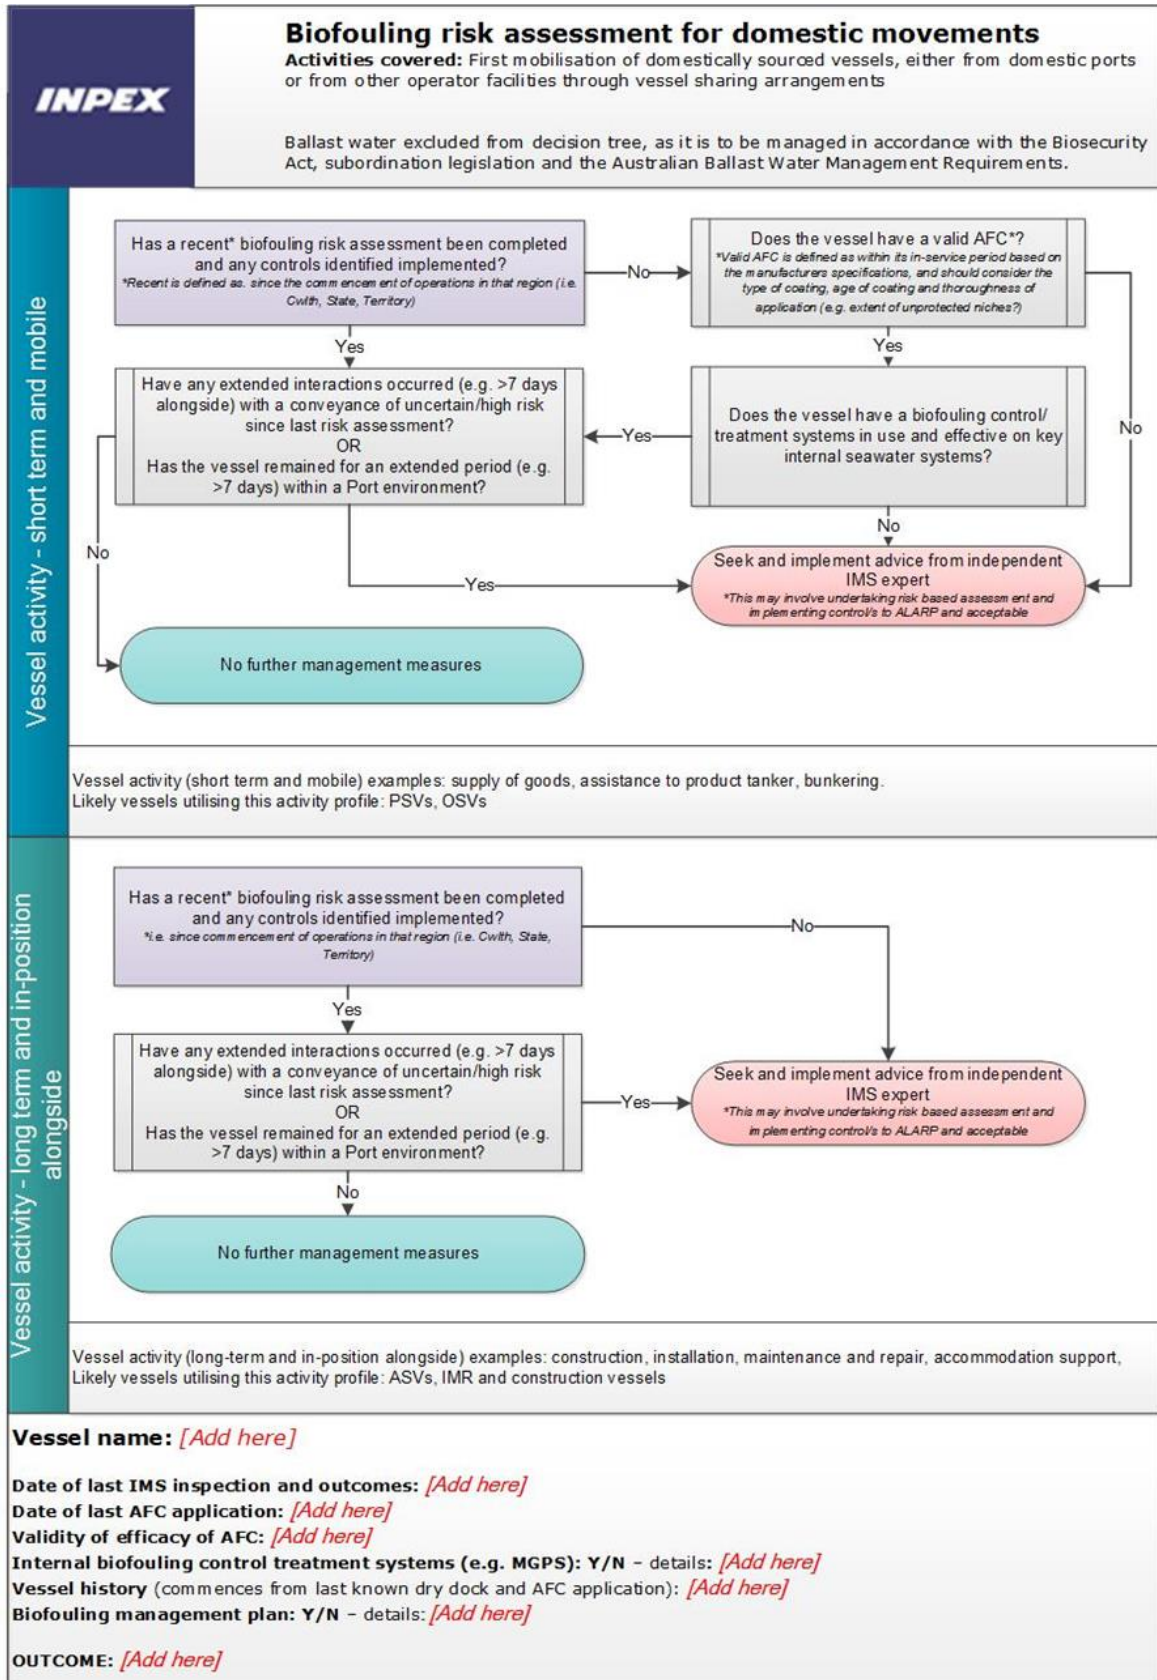 INPEX
Biofouling risk assessment for domestic movements
Activities covered: First mobilisation of domestically sourced vessels, either from domestic ports
or from other operator facilities through vessel sharing arrangements
Ballast water excluded from decision tree, as it is to be managed in accordance with the Biosecurity
Act, subordination legislation and the Australian Ballast Water Management Requirements.
Vessel activity - short term and mobile
Has a recent* biofouling risk assessment been completed
and any controls identified implemented?
*Recent is defined as. since the commencement of operations in that region (i.e.
Cwlth, State, Territory)
No
Does the vessel have a valid AFC*?
*Valid AFC is defined as within its in-service period based on
the manufacturers specifications, and should consider the
type of coating, age of coating and thoroughness of
application (e.g. extent of unprotected niches?)
Yes
Yes
Have any extended interactions occurred (e.g. >7 days
alongside) with a conveyance of uncertain/high risk
since last risk assessment?
OR
Has the vessel remained for an extended period (e.g.
>7 days) within a Port environment?
Yes
Does the vessel have a biofouling control/
treatment systems in use and effective on key
internal seawater systems?
No
No
No
Yes
Seek and implement advice from independent
IMS expert
*This may involve undertaking risk based assessment and
implementing control/s to ALARP and acceptable
No further management measures
Vessel activity (short term and mobile) examples: supply of goods, assistance to product tanker, bunkering.
Likely vessels utilising this activity profile: PSVs, OSVs
Vessel activity - long term and in-position
alongside
Has a recent* biofouling risk assessment been completed
and any controls identified implemented?
*i.e. since commencement of operations in that region (i.e. Cwlth, State,
Territory)
No
Yes
Have any extended interactions occurred (e.g. >7 days
alongside) with a conveyance of uncertain/high risk
since last risk assessment?
OR
Has the vessel remained for an extended period (e.g.
>7 days) within a Port environment?
Yes
Seek and implement advice from independent
IMS expert
*This may involve undertaking risk based assessment and
implementing control/s to ALARP and acceptable
No
No further management measures
Vessel activity (long-term and in-position alongside) examples: construction, installation, maintenance and repair, accommodation support,
Likely vessels utilising this activity profile: ASVs, IMR and construction vessels
Vessel name: [Add here]
Date of last IMS inspection and outcomes: [Add here]
Date of last AFC application: [Add here]
Validity of efficacy of AFC: [Add here]
Internal biofouling control treatment systems (e.g. MGPS): Y/N – details: [Add here]
Vessel history (commences from last known dry dock and AFC application): [Add here]
Biofouling management plan: Y/N – details: [Add here]
OUTCOME: [Add here]